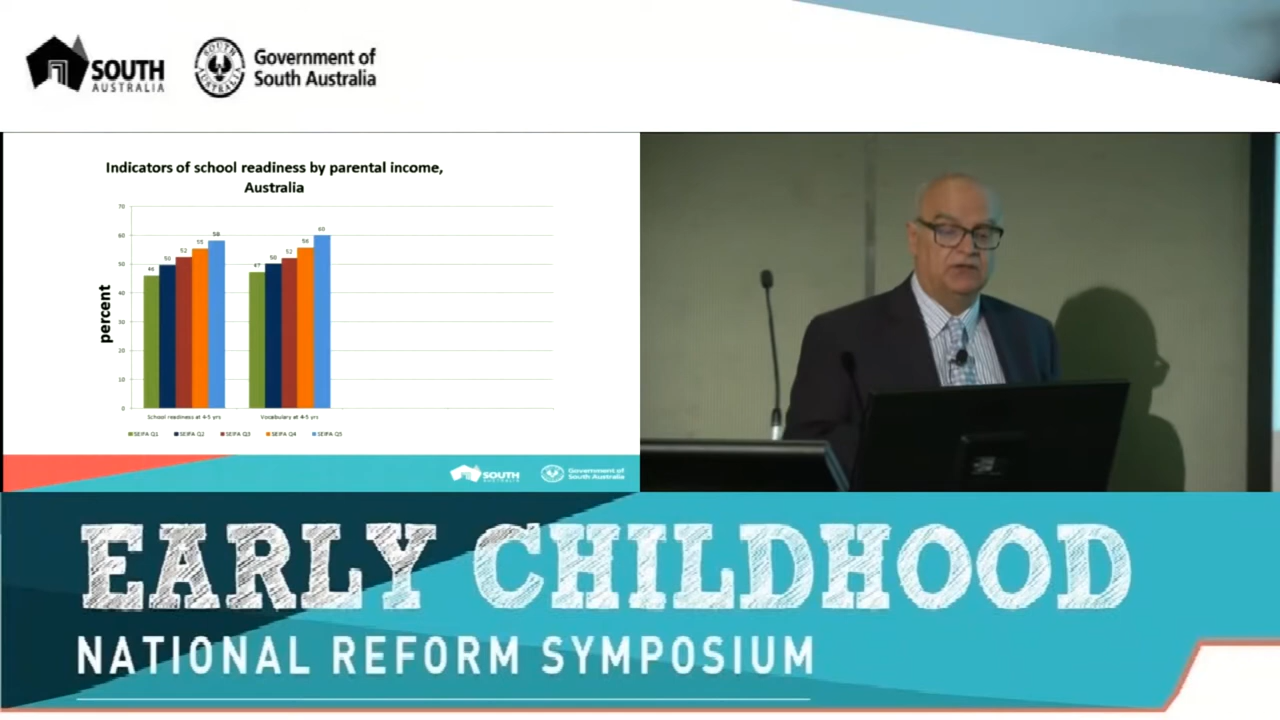 SOUTH
AUSTRALIA
Government of
South Australia
Indicators of school readiness by parental income,
Australia
percent
70
60
50
40
30
20
10
0
46
50
52
55
58
47
50
52
56
60
School readiness at 4-5 yrs
Vocalbulary at 4-5 yrs
SEIFA Q1
SEIFA Q2
SEIFA Q3
SEIFA Q4
SEIFA Q5
SOUTH
Government of
South Australia
EARLY CHILDHOOD
NATIONAL REFORM SYMPOSIUM